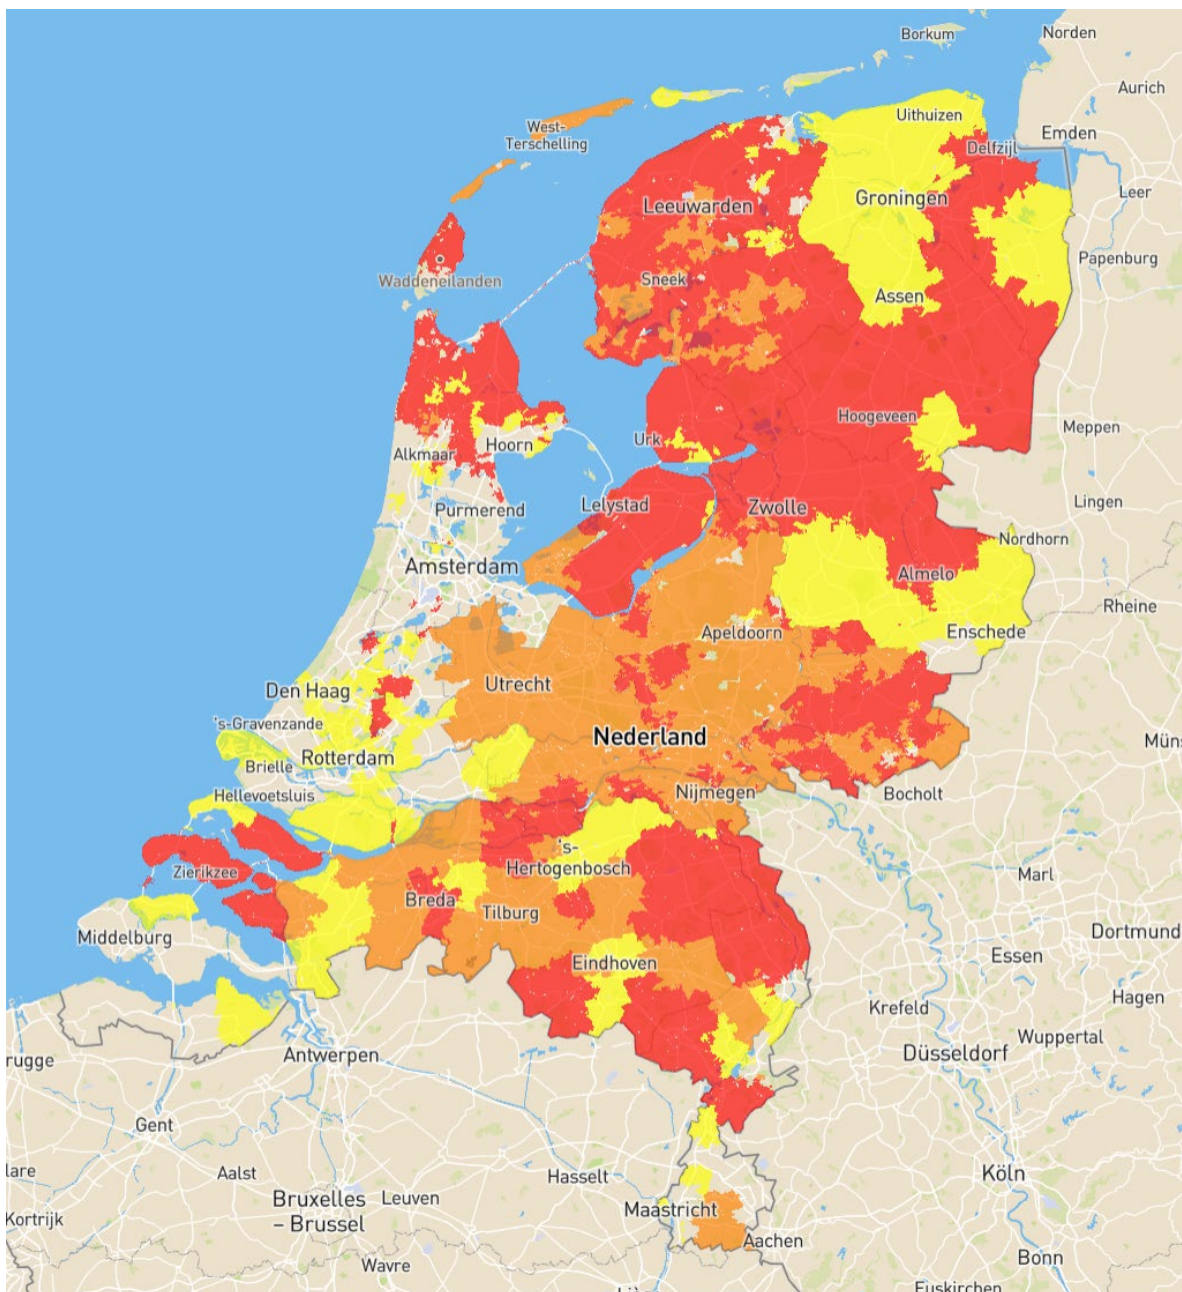 Borkum
Norden
Aurich
Uithuizen
West-
Terschelling
Emden
Delfzijl
Leer
Groningen
Leeuwarden
Papenburg
Sneek
Waddeneilanden
Assen
Hoogeveen
Meppen
Urk
Hoorn
Alkmaar
Lingen
Lelystad
Zwolle
Purmerend
Nordhorn
Amsterdam
Almelo
Rheine
Apeldoorn
Enschede
Utrecht
Den Haag
's-Gravenzande
Nederland
Müns
Rotterdam
Brielle
Nijmegen
Bocholt
Hellevoetsluis
's-
Hertogenbosch
Zierikzee
Marl
Breda
Tilburg
Middelburg
Dortmund
Eindhoven
Essen
Krefeld
Hagen
Wuppertal
Antwerpen
Düsseldorf
rugge
Gent
lare
Aalst
Hasselt
Köln
Bruxelles
– Brussel
Leuven
Maastricht
Kortrijk
Aachen
Wavre
Bonn
Euskirchen